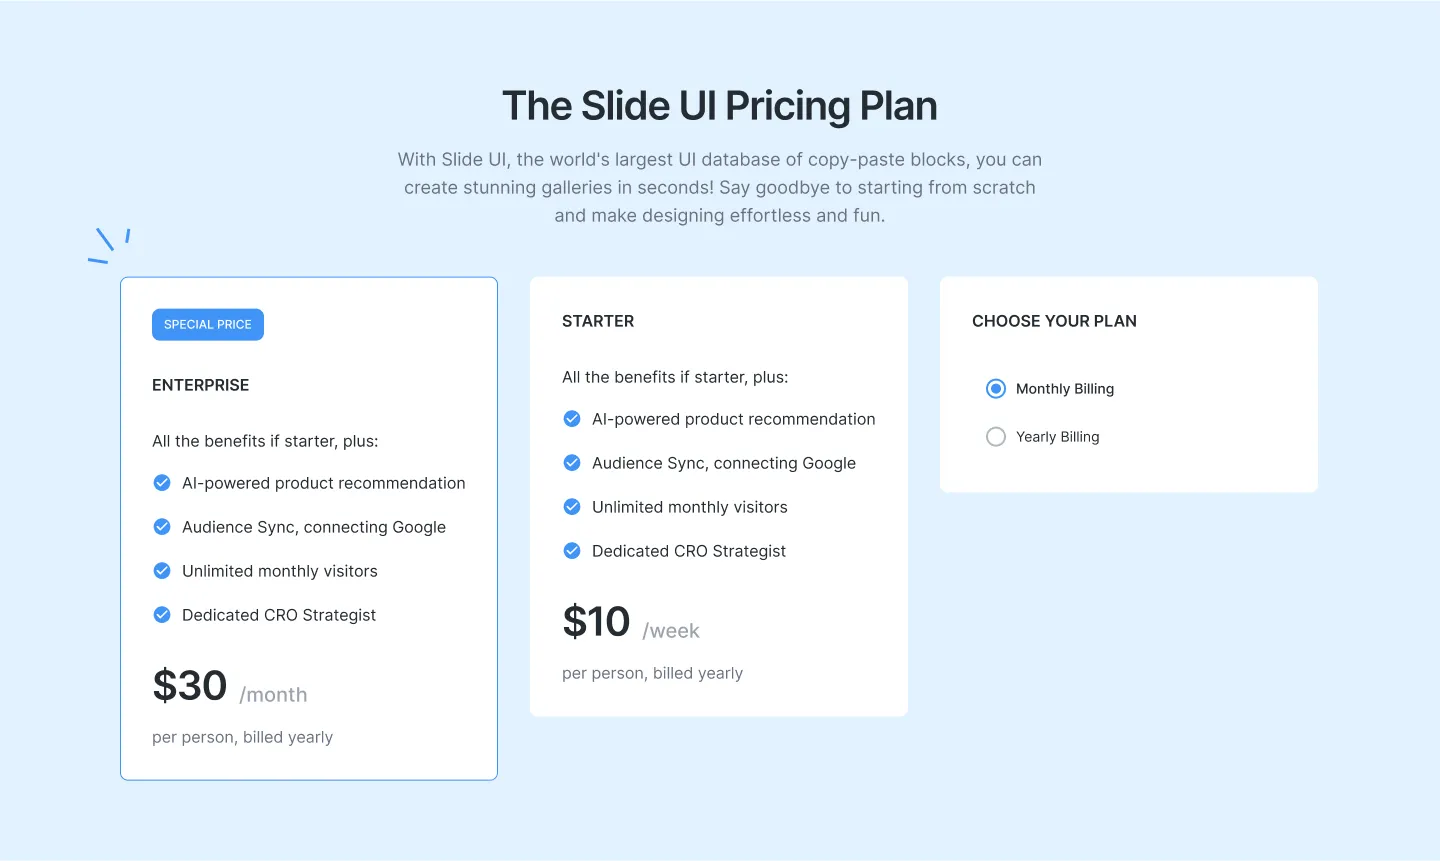 The Slide UI Pricing Plan
With Slide UI, the world's largest UI database of copy-paste blocks, you can
create stunning galleries in seconds! Say goodbye to starting from scratch
and make designing effortless and fun.
SPECIAL PRICE
ENTERPRISE
All the benefits if starter, plus:
AI-powered product recommendation
Audience Sync, connecting Google
Unlimited monthly visitors
Dedicated CRO Strategist
$30 /month
per person, billed yearly
STARTER
All the benefits if starter, plus:
AI-powered product recommendation
Audience Sync, connecting Google
Unlimited monthly visitors
Dedicated CRO Strategist
$10 /week
per person, billed yearly
CHOOSE YOUR PLAN
Monthly Billing
Yearly Billing